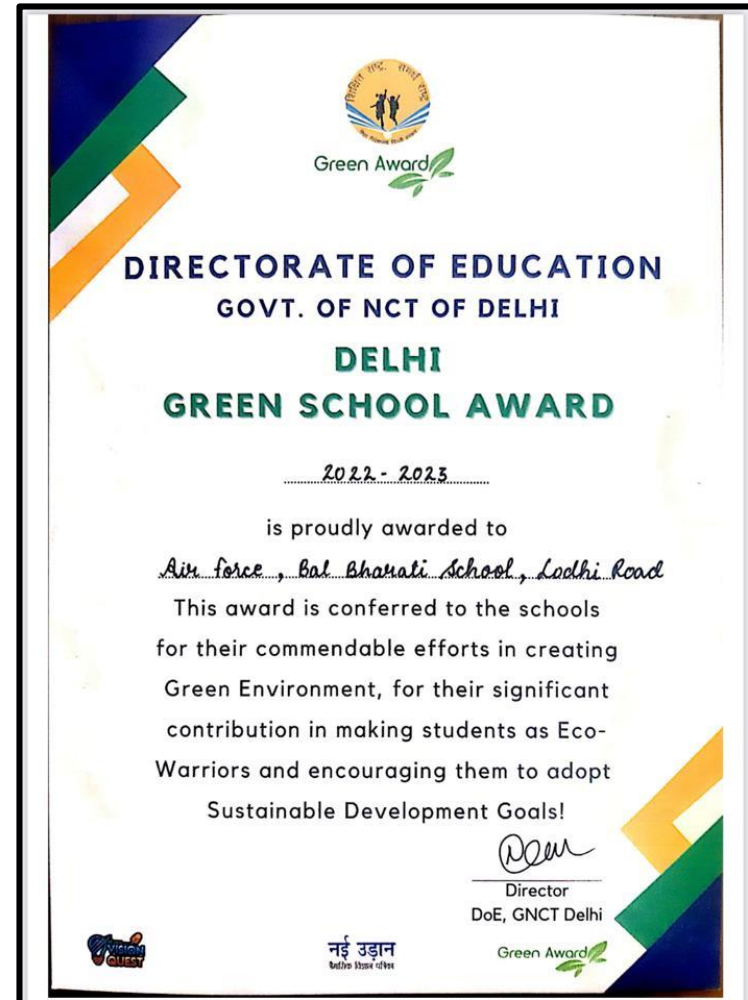 शिक्षित राष्ट्र, समर्थ राष्ट्र
Green Award
DIRECTORATE OF EDUCATION
GOVT. OF NCT OF DELHI
DELHI
GREEN SCHOOL AWARD
2022 - 2023
is proudly awarded to
Air force , Bal Bharati School, Lodhi Road
This award is conferred to the schools
for their commendable efforts in creating
Green Environment, for their significant
contribution in making students as Eco-
Warriors and encouraging them to adopt
Sustainable Development Goals!
Director
DoE, GNCT Delhi
VISION
QUEST
नई उड़ान
Green Award